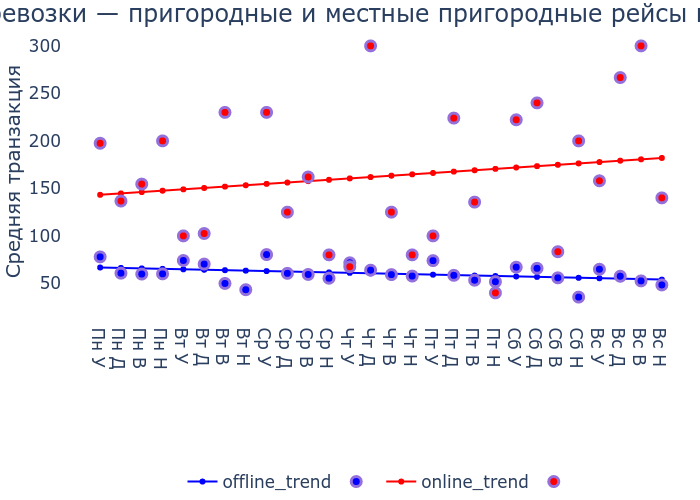 ревозки — пригородные и местные пригородные рейсы
Средняя транзакция
300
250
200
150
100
50
Пн У
Пн Д
Пн В
Пн Н
Вт У
Вт Д
Вт В
Вт Н
Ср У
Ср Д
Ср В
Ср Н
Чт У
Чт Д
Чт В
Чт Н
Пт У
Пт Д
Пт В
Пт Н
Сб У
Сб Д
Сб В
Сб Н
Вс У
Вс Д
Вс В
Вс Н
offline_trend
online_trend